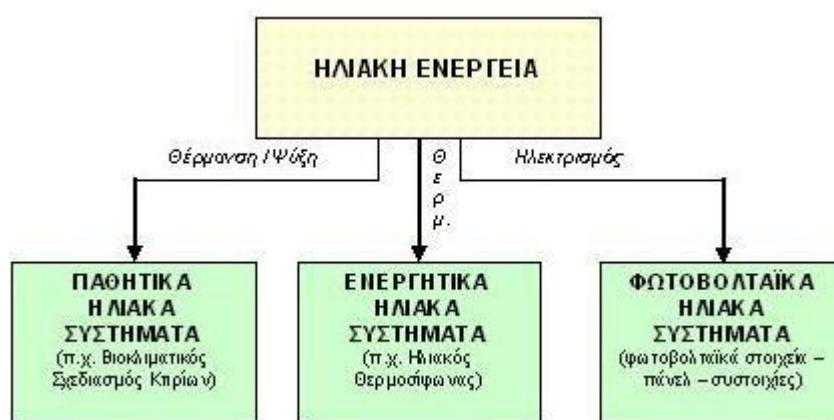 ΗΛΙΑΚΗ ΕΝΕΡΓΕΙΑ
Θέρμανση / Ψύξη
Θερμ.
Ηλεκτρισμός
ΠΑΘΗΤΙΚΑ
ΗΛΙΑΚΑ
ΣΥΣΤΗΜΑΤΑ
(π.χ. Βιοκλιματικός
Σχεδιασμός Κτιρίων)
ΕΝΕΡΓΗΤΙΚΑ
ΗΛΙΑΚΑ
ΣΥΣΤΗΜΑΤΑ
(π.χ. Ηλιακός
Θερμοσίφωνας)
ΦΩΤΟΒΟΛΤΑΪΚΑ
ΗΛΙΑΚΑ
ΣΥΣΤΗΜΑΤΑ
(φωτοβολταϊκά στοιχεία –
πάνελ – συστοιχίες)